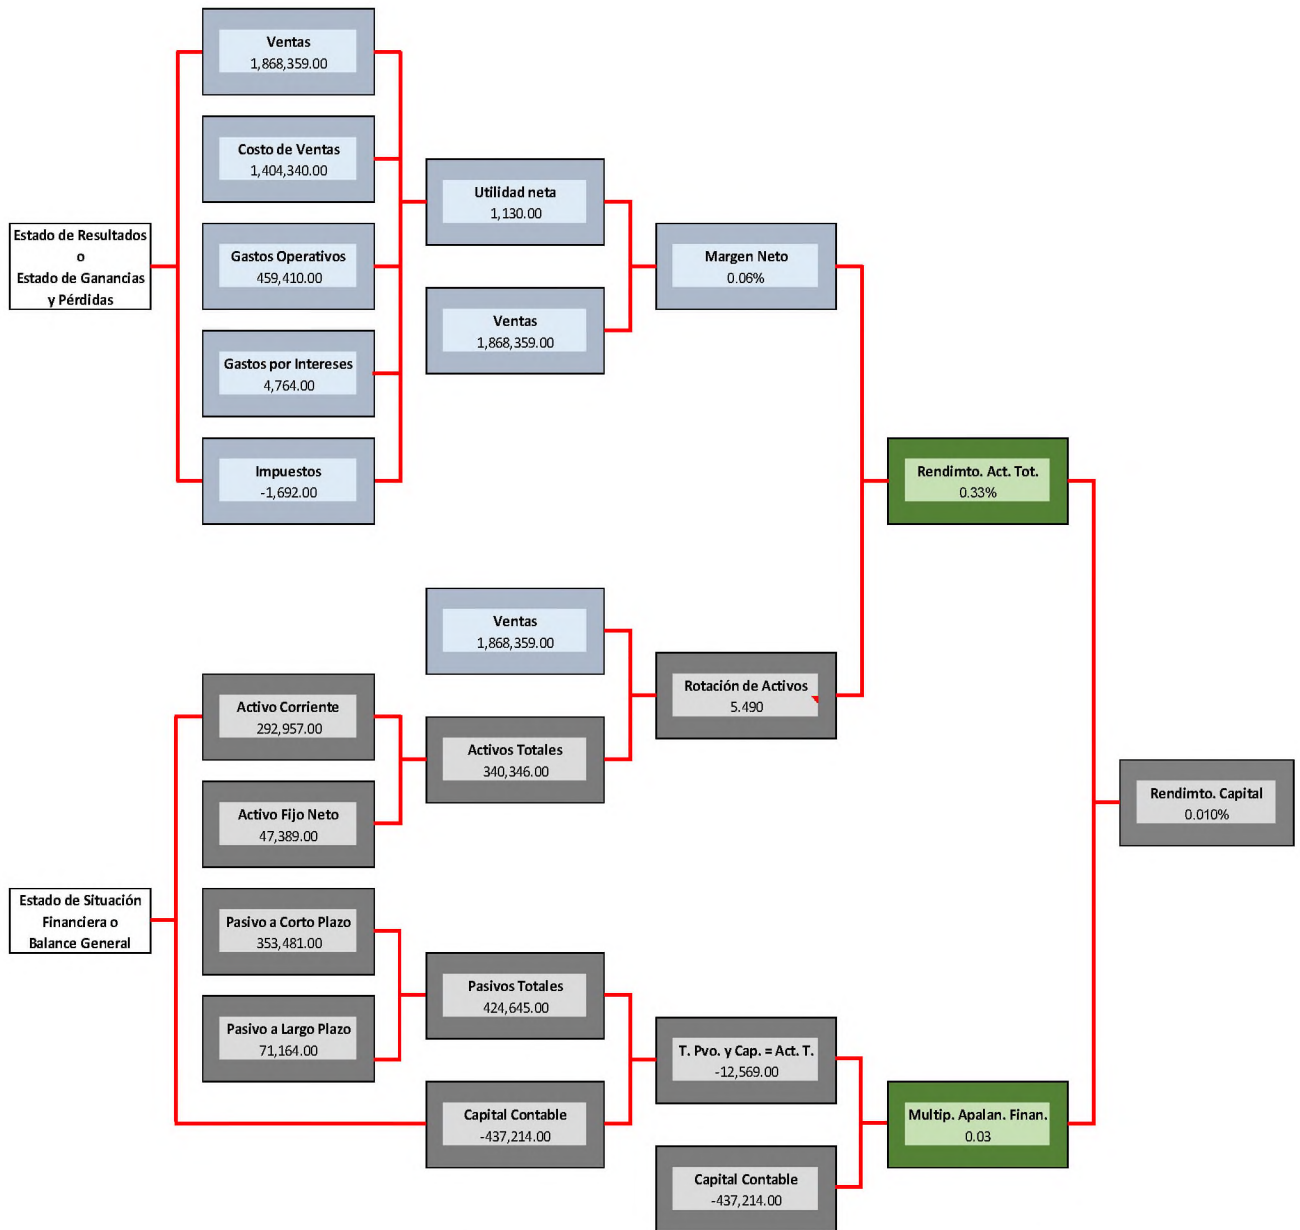 Ventas
1,868,359.00
Costo de Ventas
1,404,340.00
Utilidad neta
1,130.00
Estado de Resultados
o
Estado de Ganancias
y Pérdidas
Gastos Operativos
459,410.00
Margen Neto
0.06%
Ventas
1,868,359.00
Gastos por Intereses
4,764.00
Impuestos
-1,692.00
Rendimto. Act. Tot.
0.33%
Ventas
1,868,359.00
Rotación de Activos
5.490
Activo Corriente
292,957.00
Activos Totales
340,346.00
Activo Fijo Neto
47,389.00
Rendimto. Capital
0.010%
Estado de Situación
Financiera o
Balance General
Pasivo a Corto Plazo
353,481.00
Pasivos Totales
424,645.00
Pasivo a Largo Plazo
71,164.00
T. Pvo. y Cap. = Act. T.
-12,569.00
Capital Contable
-437,214.00
Multip. Apalan. Finan.
0.03
Capital Contable
-437,214.00